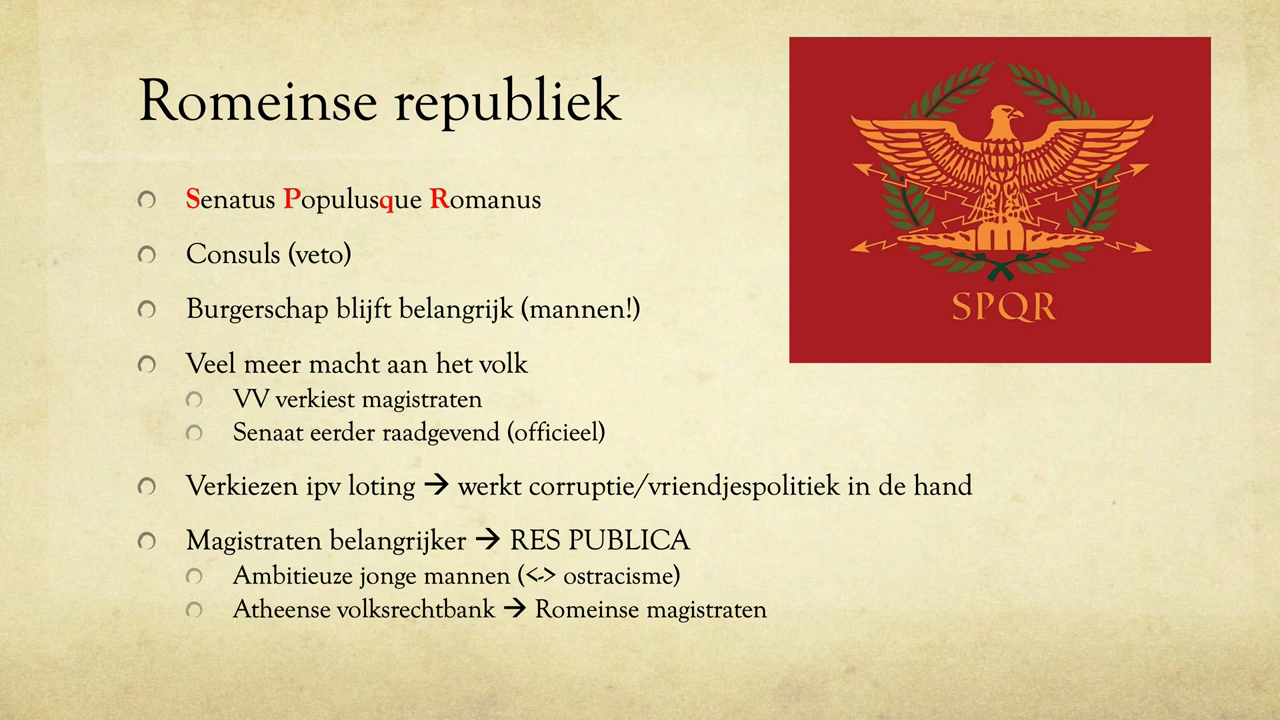 Romeinse republiek
SPQR
Senatus Populusque Romanus
Consuls (veto)
Burgerschap blijft belangrijk (mannen!)
Veel meer macht aan het volk
VV verkiest magistraten
Senaat eerder raadgevend (officieel)
Verkiezen ipv loting → werkt corruptie/vriendjespolitiek in de hand
Magistraten belangrijker → RES PUBLICA
Ambitieuze jonge mannen (<-> ostracisme)
Atheense volksrechtbank → Romeinse magistraten